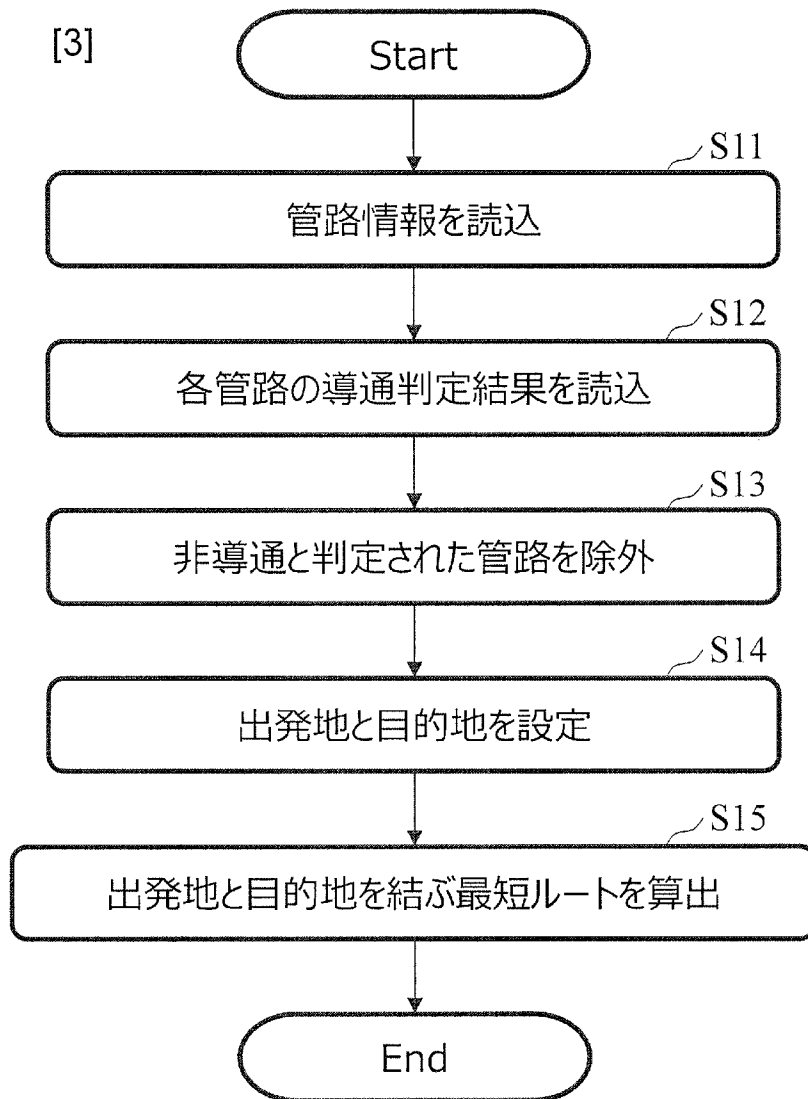 [3]
Start
S11
管路情報を読込
S12
各管路の導通判定結果を読込
S13
非導通と判定された管路を除外
S14
出発地と目的地を設定
S15
出発地と目的地を結ぶ最短ルートを算出
End